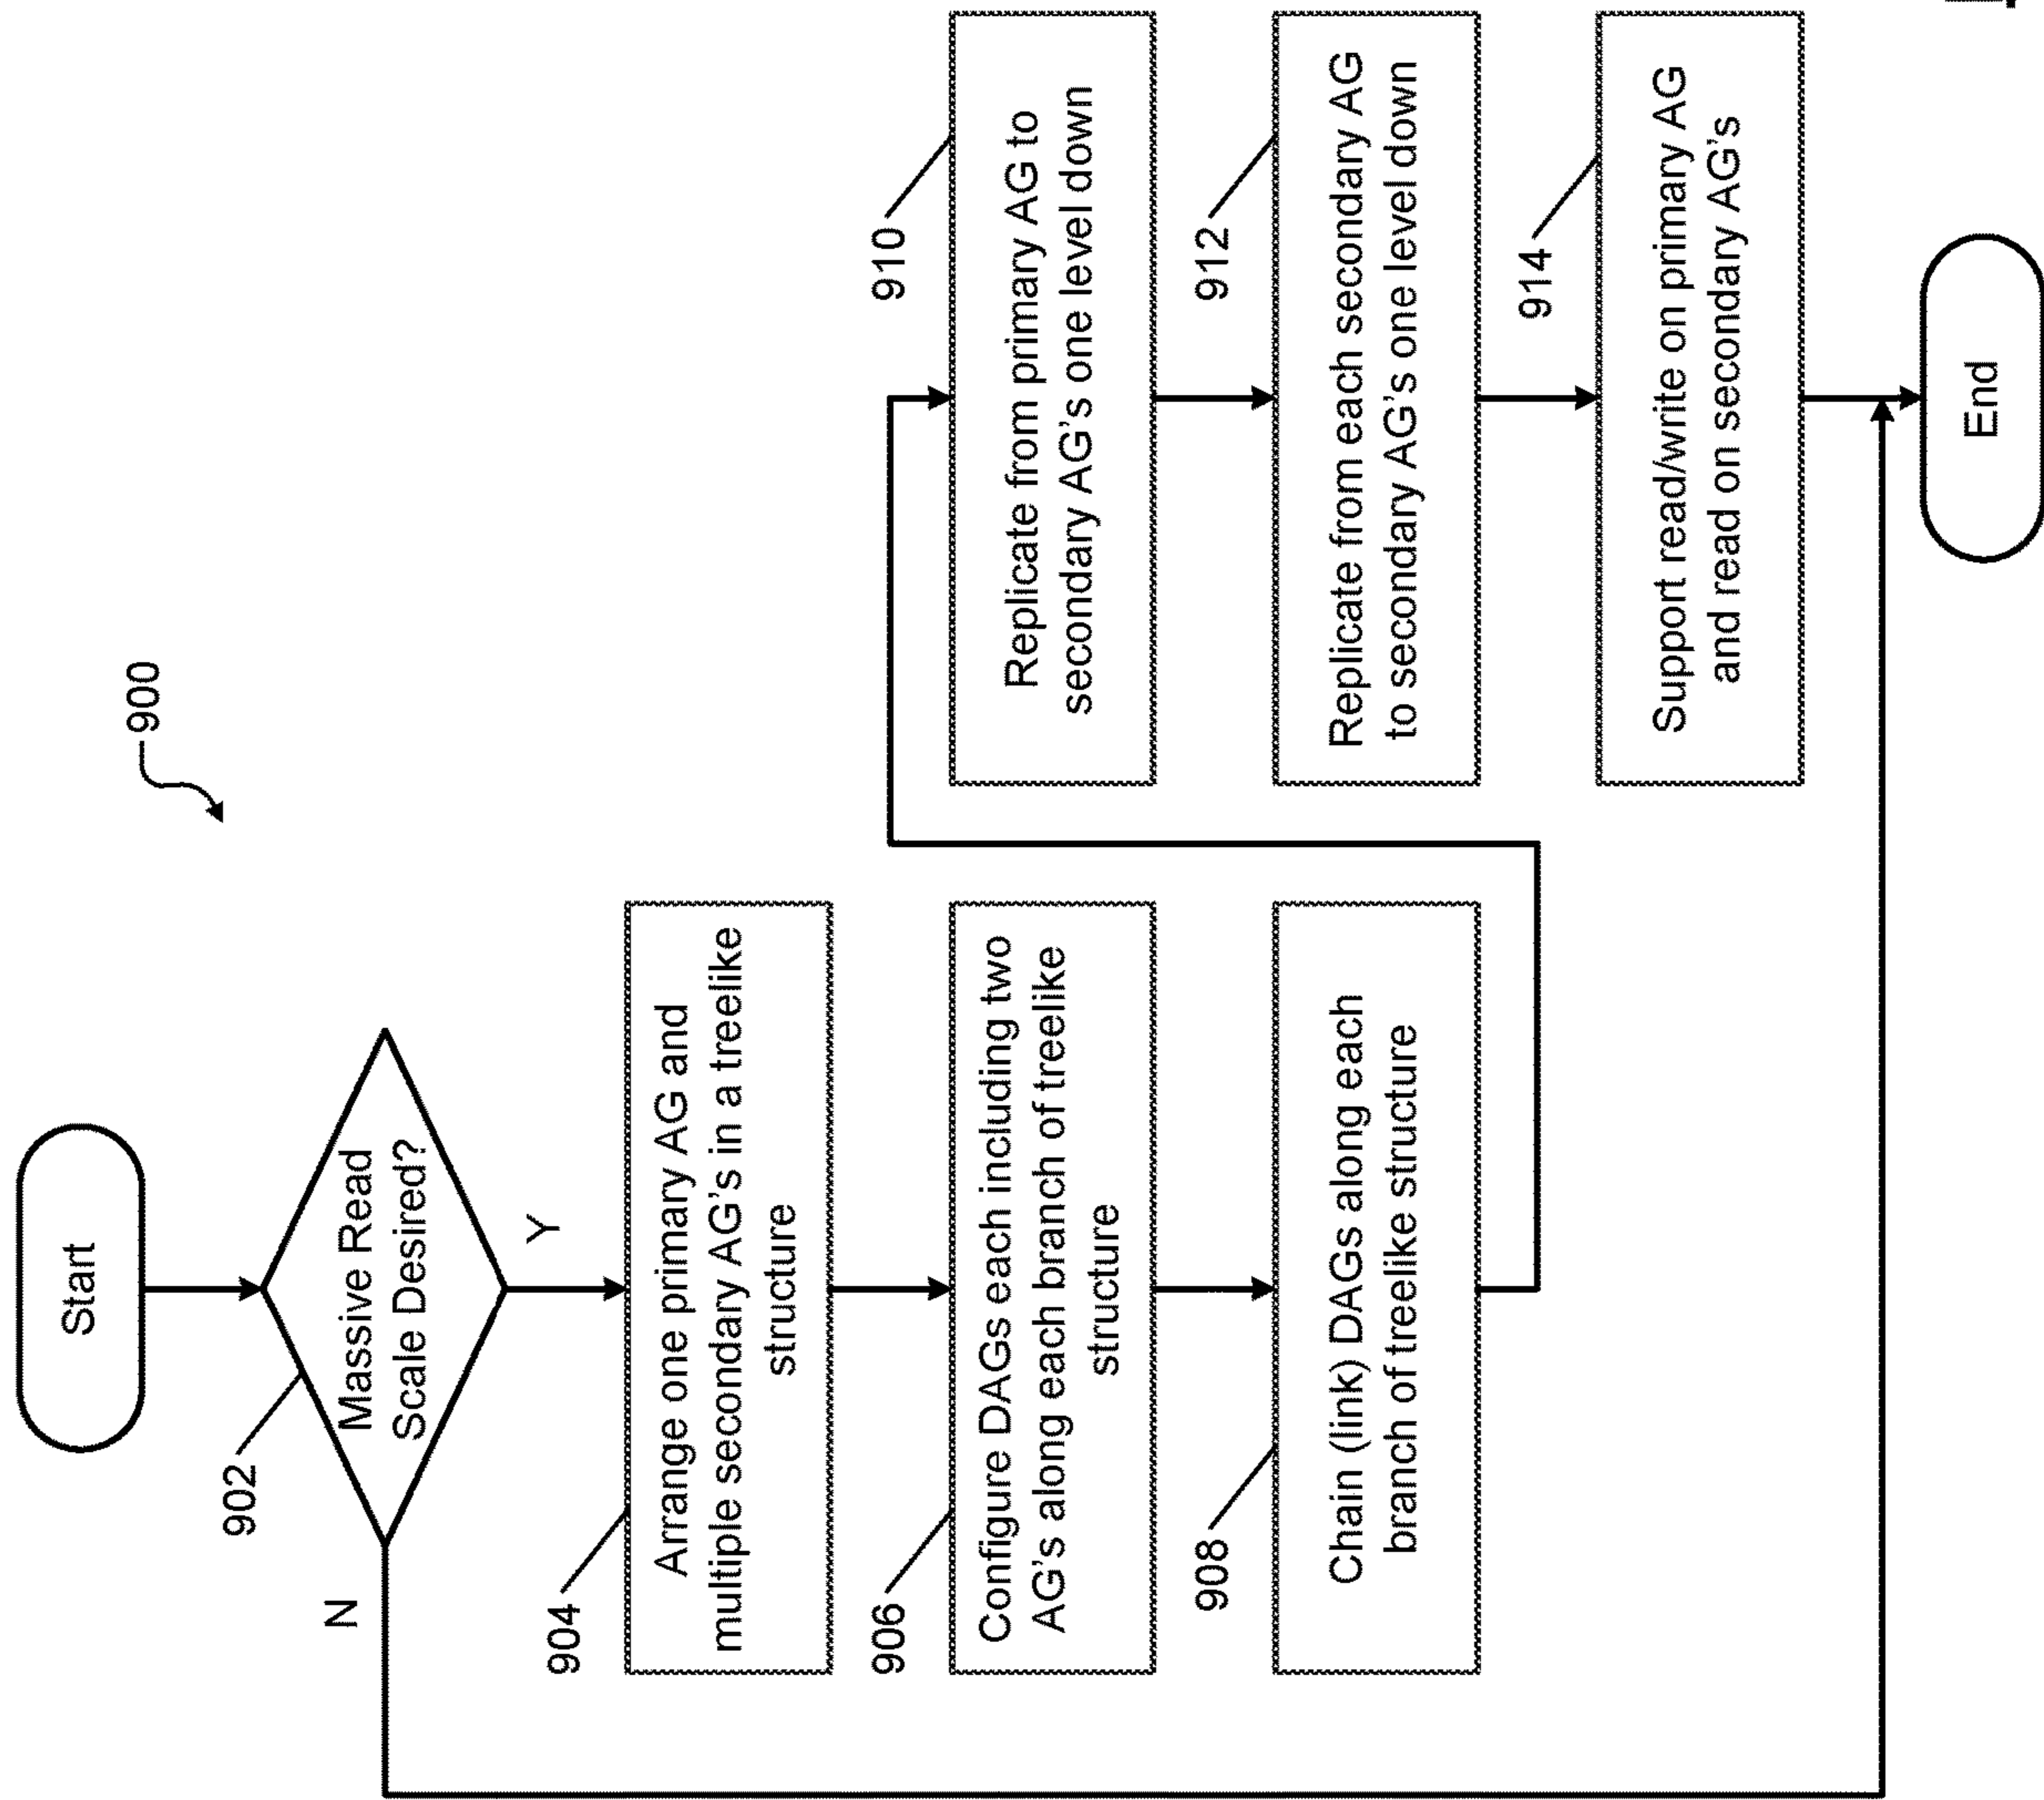 900
Start
902
Massive Read
Scale Desired?
N
Y
904
Arrange one primary AG and
multiple secondary AG's in a treelike
structure
906
Configure DAGs each including two
AG's along each branch of treelike
structure
908
Chain (link) DAGs along each
branch of treelike structure
910
Replicate from primary AG to
secondary AG's one level down
912
Replicate from each secondary AG
to secondary AG's one level down
914
Support read/write on primary AG
and read on secondary AG's
End